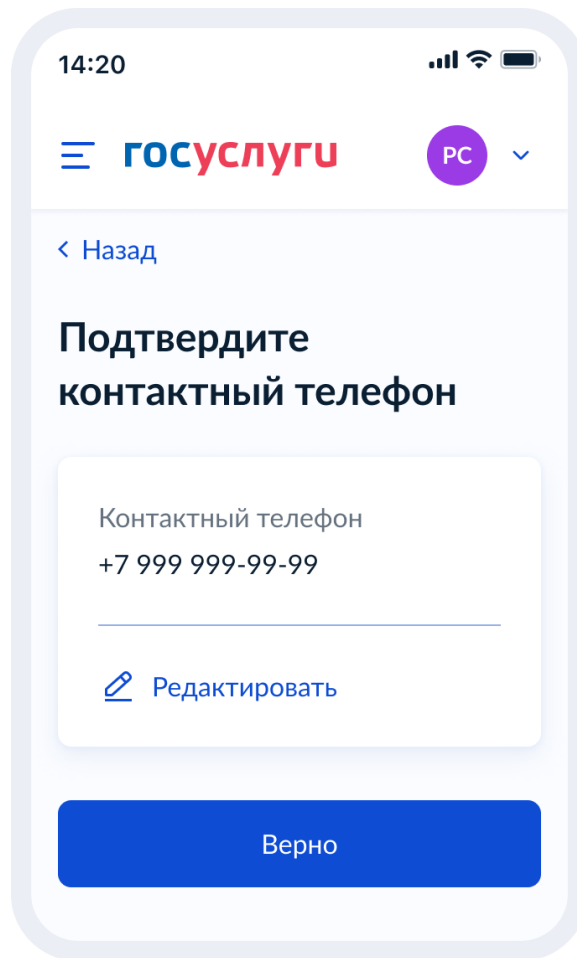 14:20
госуслуги
РС
Назад
Подтвердите
контактный телефон
Контактный телефон
+7 999 999-99-99
Редактировать
Верно